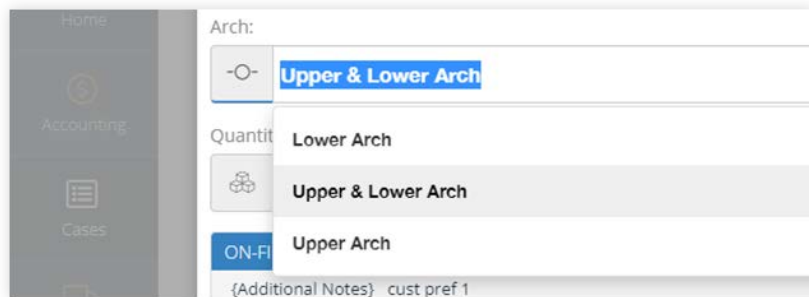 Home
Accounting
Cases
Arch:
Upper & Lower Arch
Quantit
Lower Arch
Upper & Lower Arch
Upper Arch
ON-FI
{Additional Notes} cust pref 1